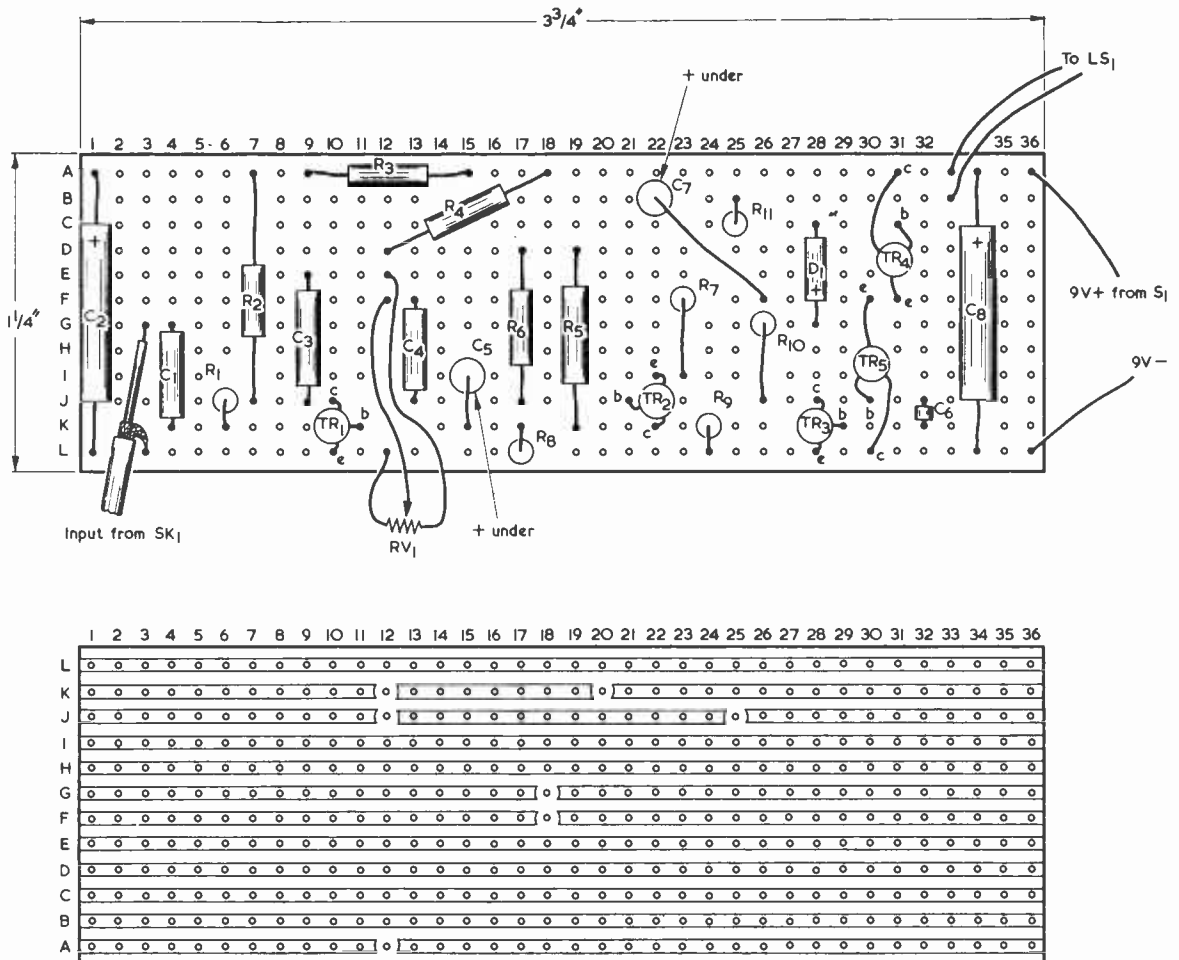 3 3/4"
To LS1
+ under
1 2 3 4 5 6 7 8 9 10 11 12 13 14 15 16 17 18 19 20 21 22 23 24 25 26 27 28 29 30 31 32 35 36
A
R3
c
B
C7
R4
R11
C
b
+
+
D
TR4
D1
E
R7
e
F
R2
+
e
C8
9V+ from S1
1 1/4"
G
C2
C3
R6
R5
R10
C4
H
C5
TR5
9V-
I
C1
R1
e
J
c
b
TR2
c
b
C6
K
TR1
b
c
R9
TR3
b
L
e
R8
e
c
Input from SK1
RV1
+ under
1 2 3 4 5 6 7 8 9 10 11 12 13 14 15 16 17 18 19 20 21 22 23 24 25 26 27 28 29 30 31 32 33 34 35 36
L
K
J
I
H
G
F
E
D
C
B
A